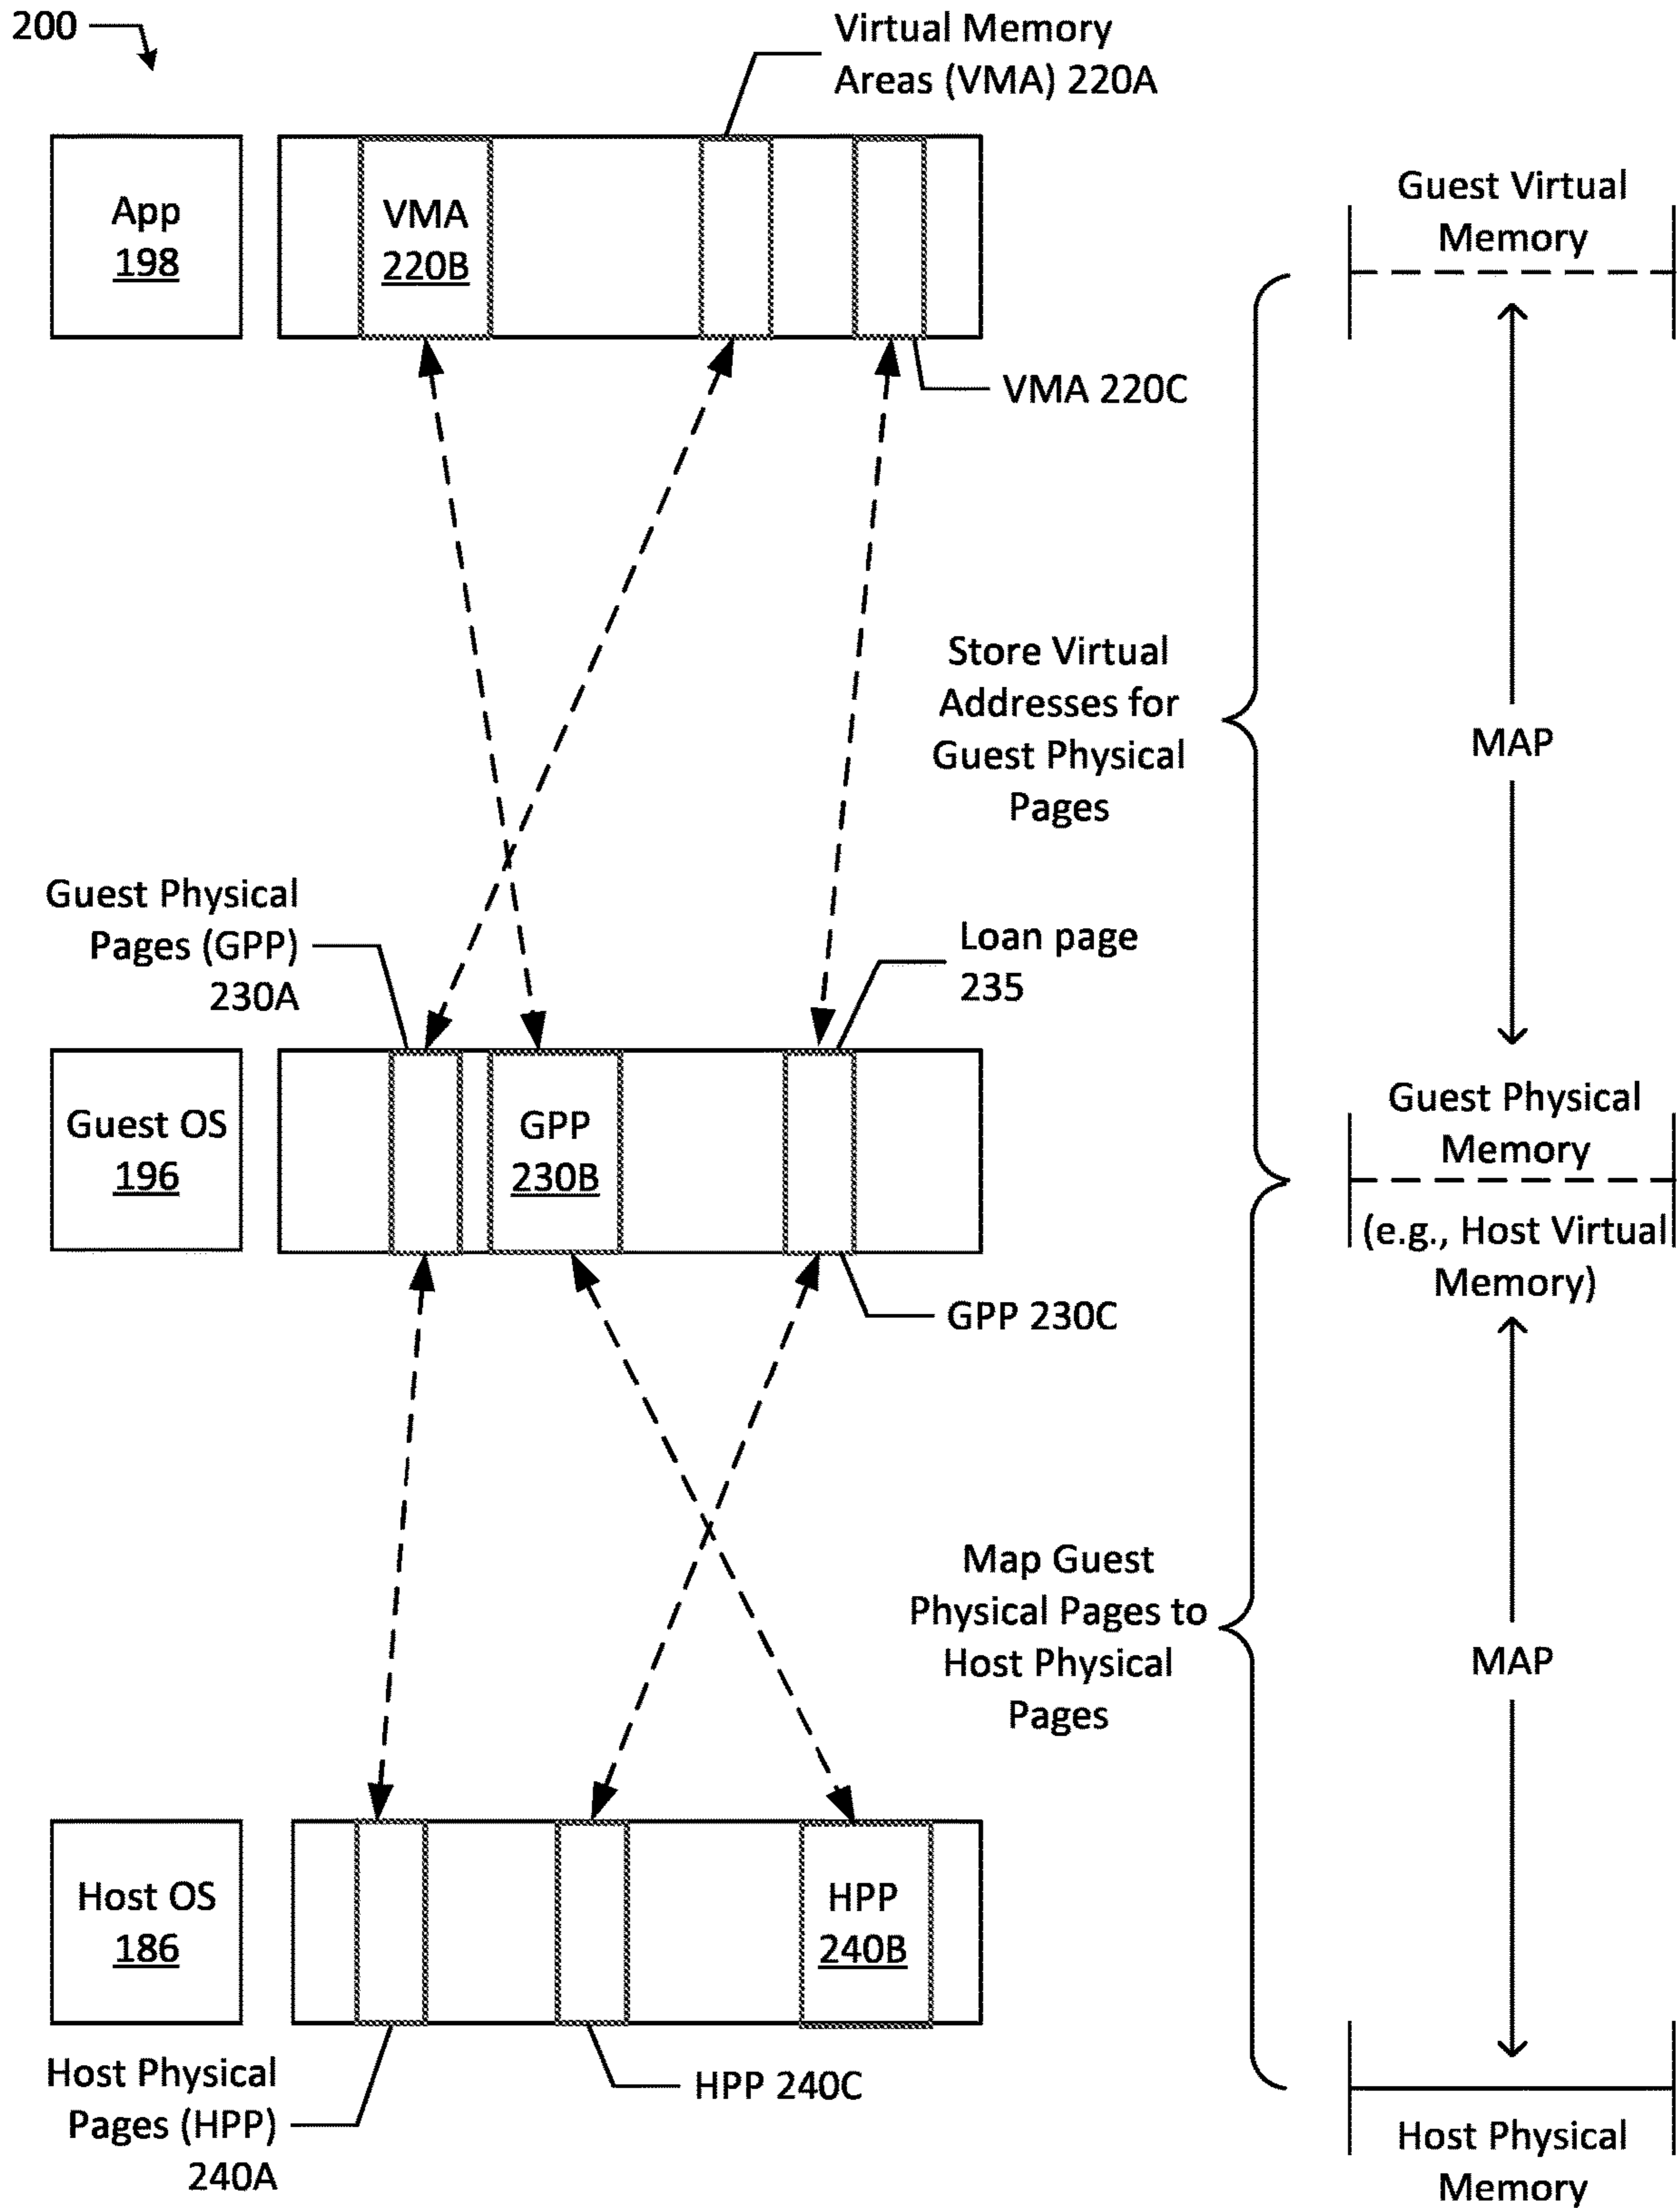 200
Virtual Memory
Areas (VMA) 220A
App
198
VMA
220B
Guest Virtual
Memory
VMA 220C
Store Virtual
Addresses for
Guest Physical
Pages
MAP
Guest Physical
Pages (GPP)
230A
Loan page
235
Guest OS
196
GPP
230B
Guest Physical
Memory
(e.g., Host Virtual
Memory)
GPP 230C
Map Guest
Physical Pages to
Host Physical
Pages
MAP
Host OS
186
HPP
240B
Host Physical
Pages (HPP)
240A
HPP 240C
Host Physical
Memory